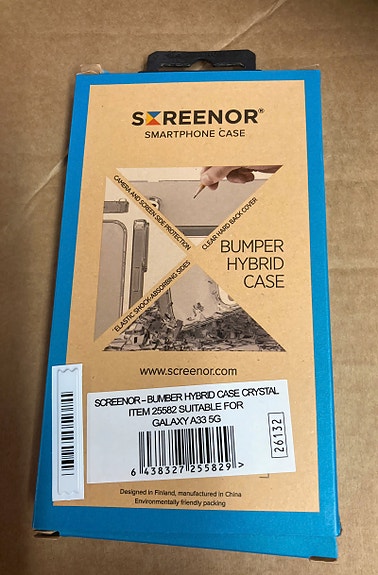 SCREENOR®
SMARTPHONE CASE
CAMERA AND SCREEN SIDE PROTECTION
CLEAR HARD BACK COVER
ELASTIC SHOCK-ABSORBING SIDES
BUMPER
HYBRID
CASE
www.screenor.com
SCREENOR – BUMBER HYBRID CASE CRYSTAL
ITEM 25582 SUITABLE FOR
GALAXY A33 5G
26132
6 438327 255829 >
Designed in Finland, manufactured in China
Environmentally friendly packing